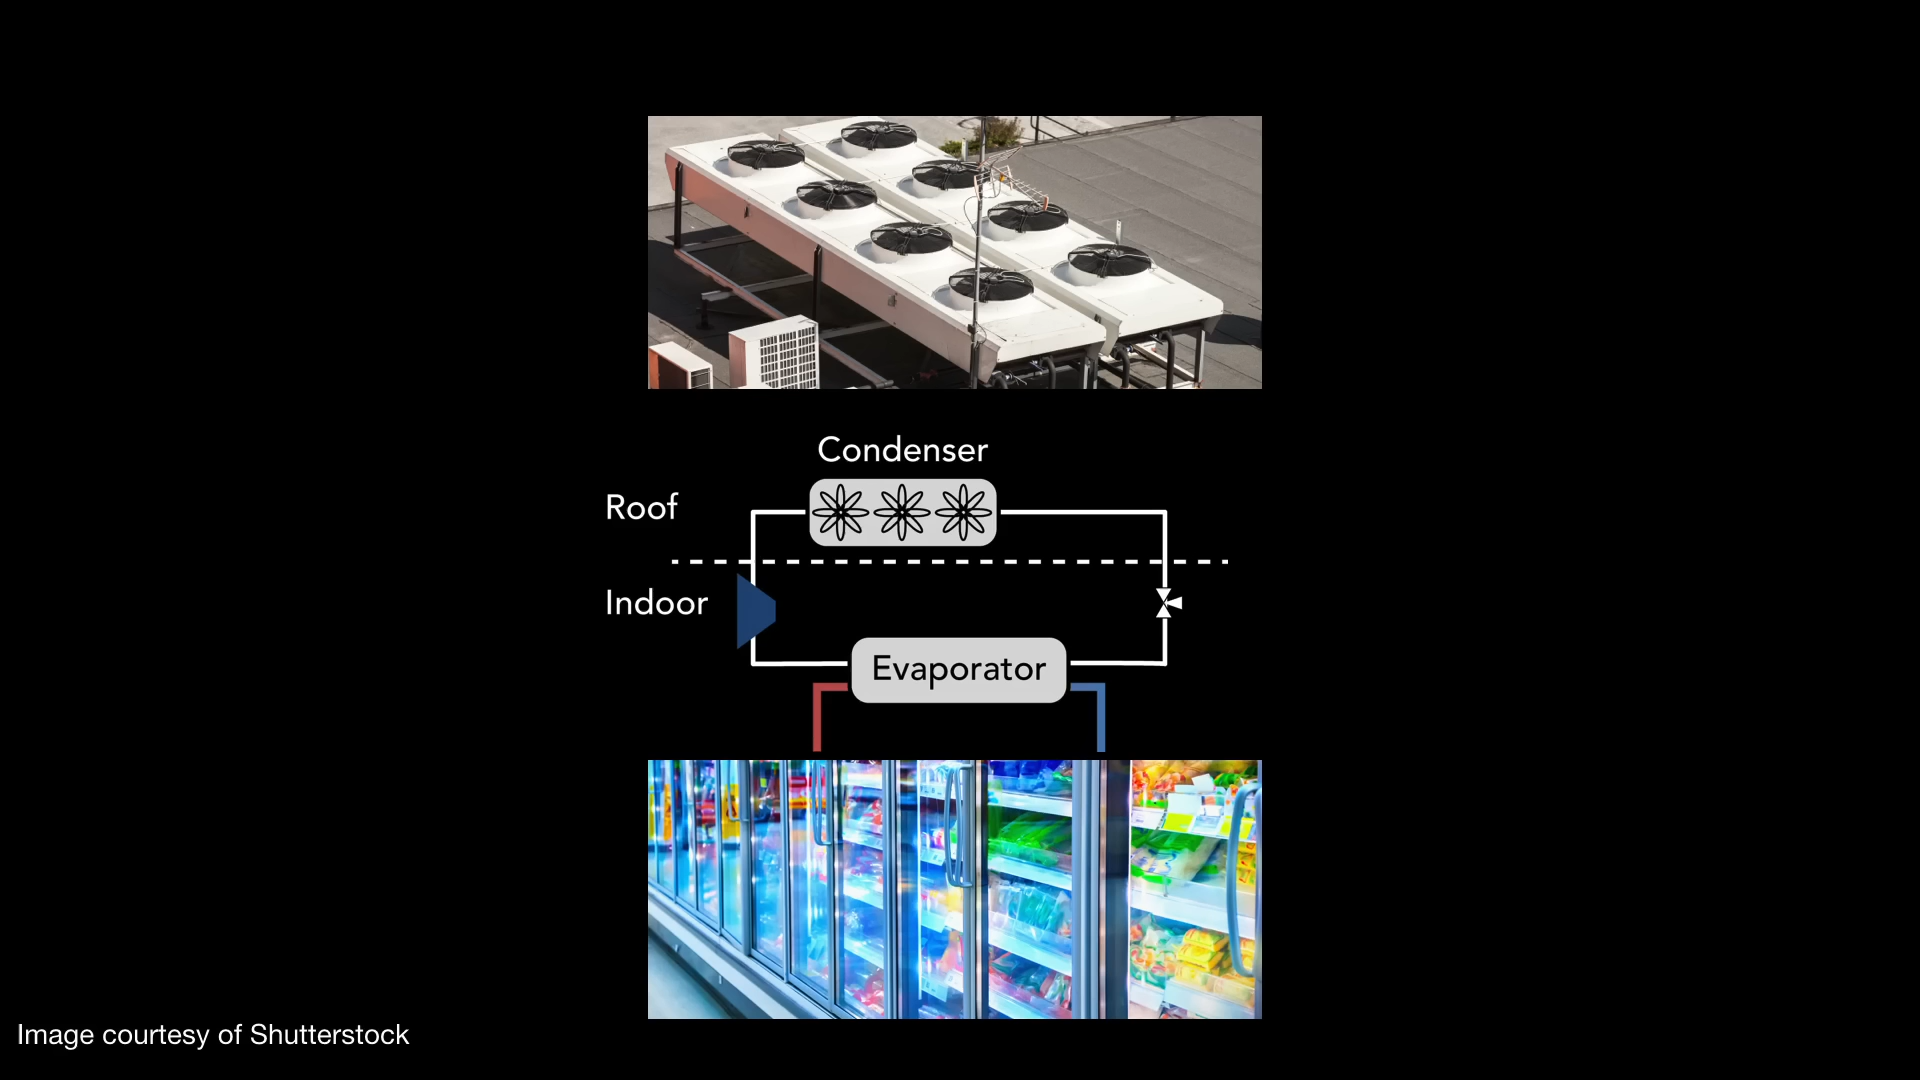 Condenser
Roof
Indoor
Evaporator
Image courtesy of Shutterstock